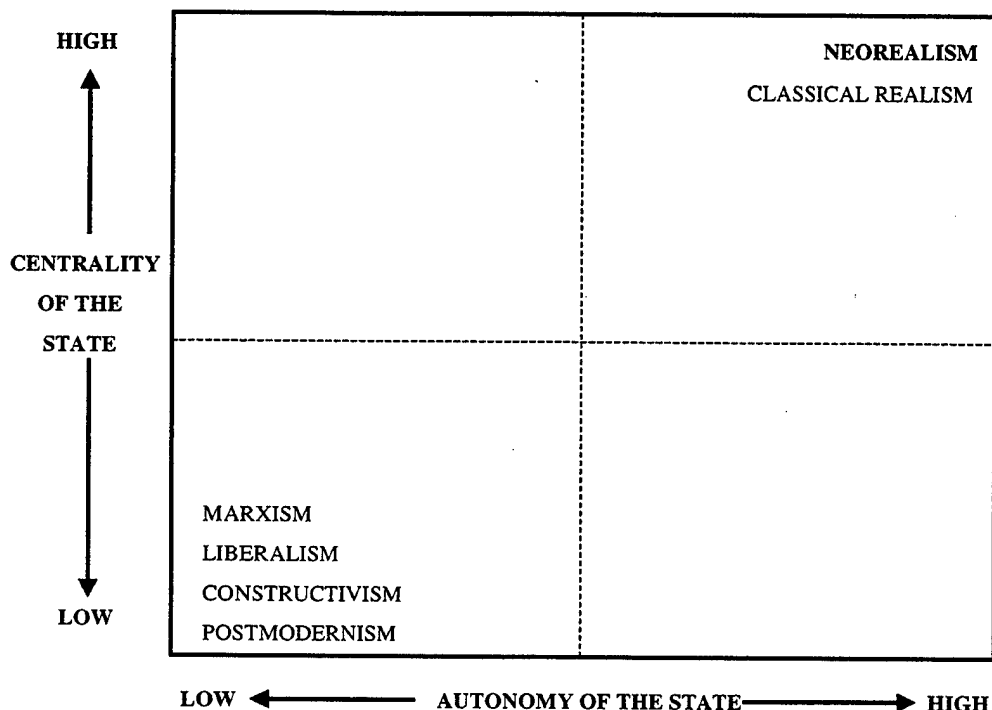 HIGH
NEOREALISM
CLASSICAL REALISM
CENTRALITY
OF THE
STATE
MARXISM
LIBERALISM
CONSTRUCTIVISM
POSTMODERNISM
LOW
LOW AUTONOMY OF THE STATE HIGH